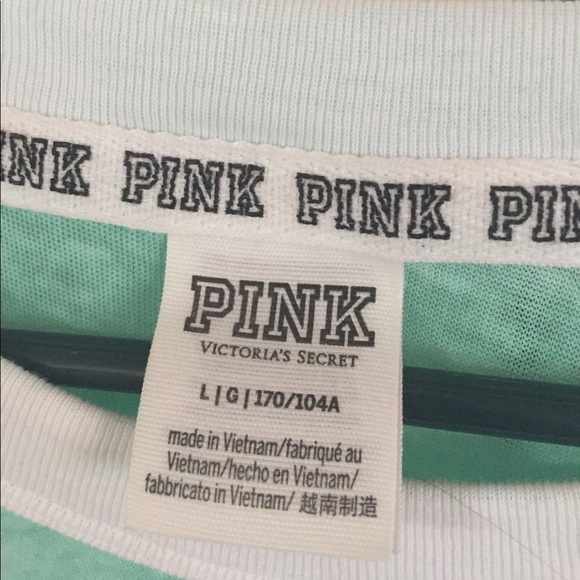 INK PINK PINK PIN
PINK
VICTORIA'S SECRET
L | G | 170/104A
made in Vietnam/fabriqué au
Vietnam/hecho en Vietnam/
fabbricato in Vietnam/ 越南制造